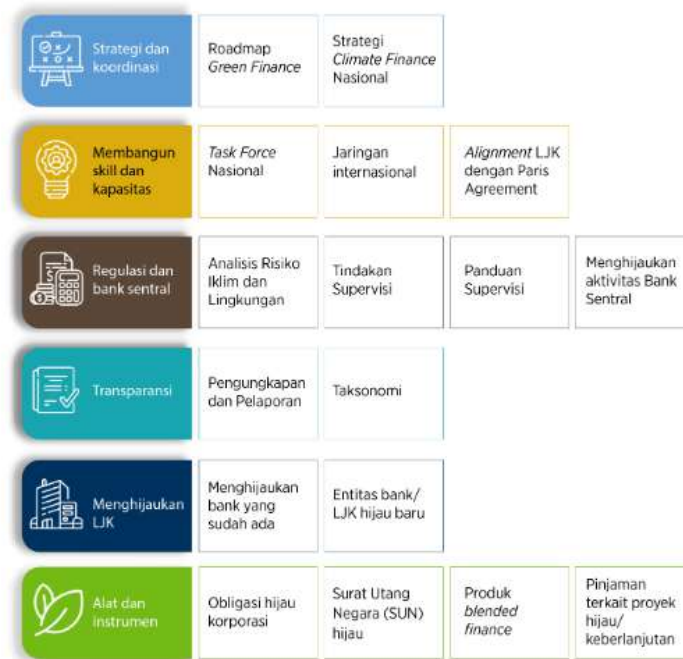 Strategi dan
koordinasi
Roadmap
Green Finance
Strategi
Climate Finance
Nasional
Membangun
skill dan
kapasitas
Task Force
Nasional
Jaringan
internasional
Alignment LJK
dengan Paris
Agreement
Regulasi dan
bank sentral
Analisis Risiko
Iklim dan
Lingkungan
Tindakan
Supervisi
Panduan
Supervisi
Menghijaukan
aktivitas Bank
Sentral
Transparansi
Pengungkapan
dan Pelaporan
Taksonomi
Menghijaukan
LJK
Menghijaukan
bank yang
sudah ada
Entitas bank/
LJK hijau baru
Alat dan
instrumen
Obligasi hijau
korporasi
Surat Utang
Negara (SUN)
hijau
Produk
blended
finance
Pinjaman
terkait proyek
hijau/
keberlanjutan